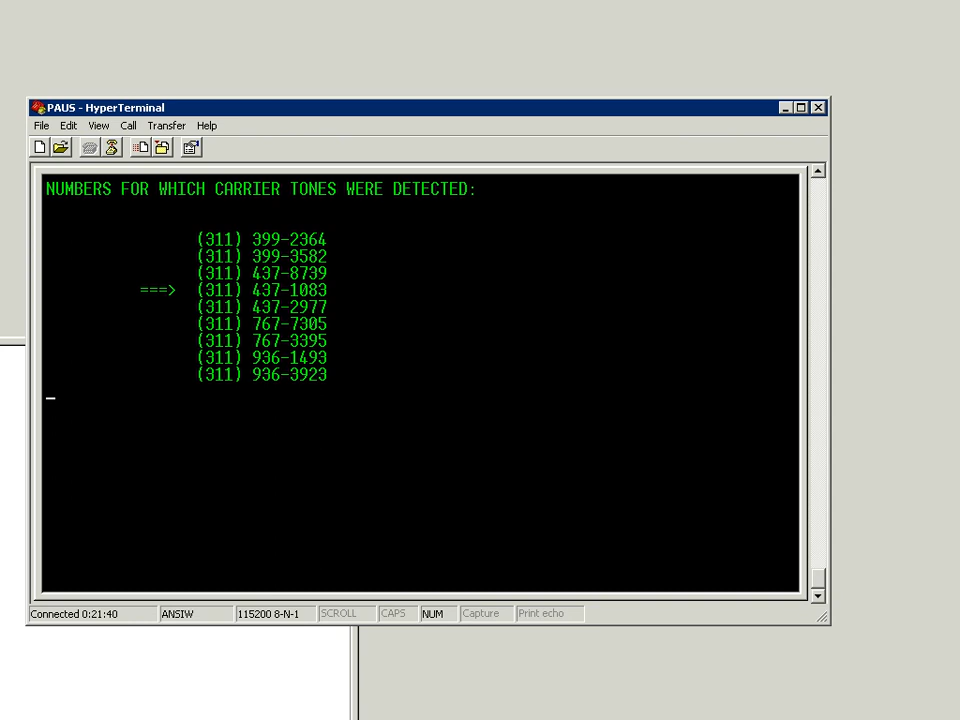 PAUS - HyperTerminal
File Edit View Call Transfer Help
NUMBERS FOR WHICH CARRIER TONES WERE DETECTED:
(311) 399-2364
(311) 399-3582
(311) 437-8739
===> (311) 437-1083
(311) 437-2977
(311) 767-7305
(311) 767-3395
(311) 936-1493
(311) 936-3923
Connected 0:21:40 ANSIW 115200 8-N-1 SCROLL CAPS NUM Capture Print echo